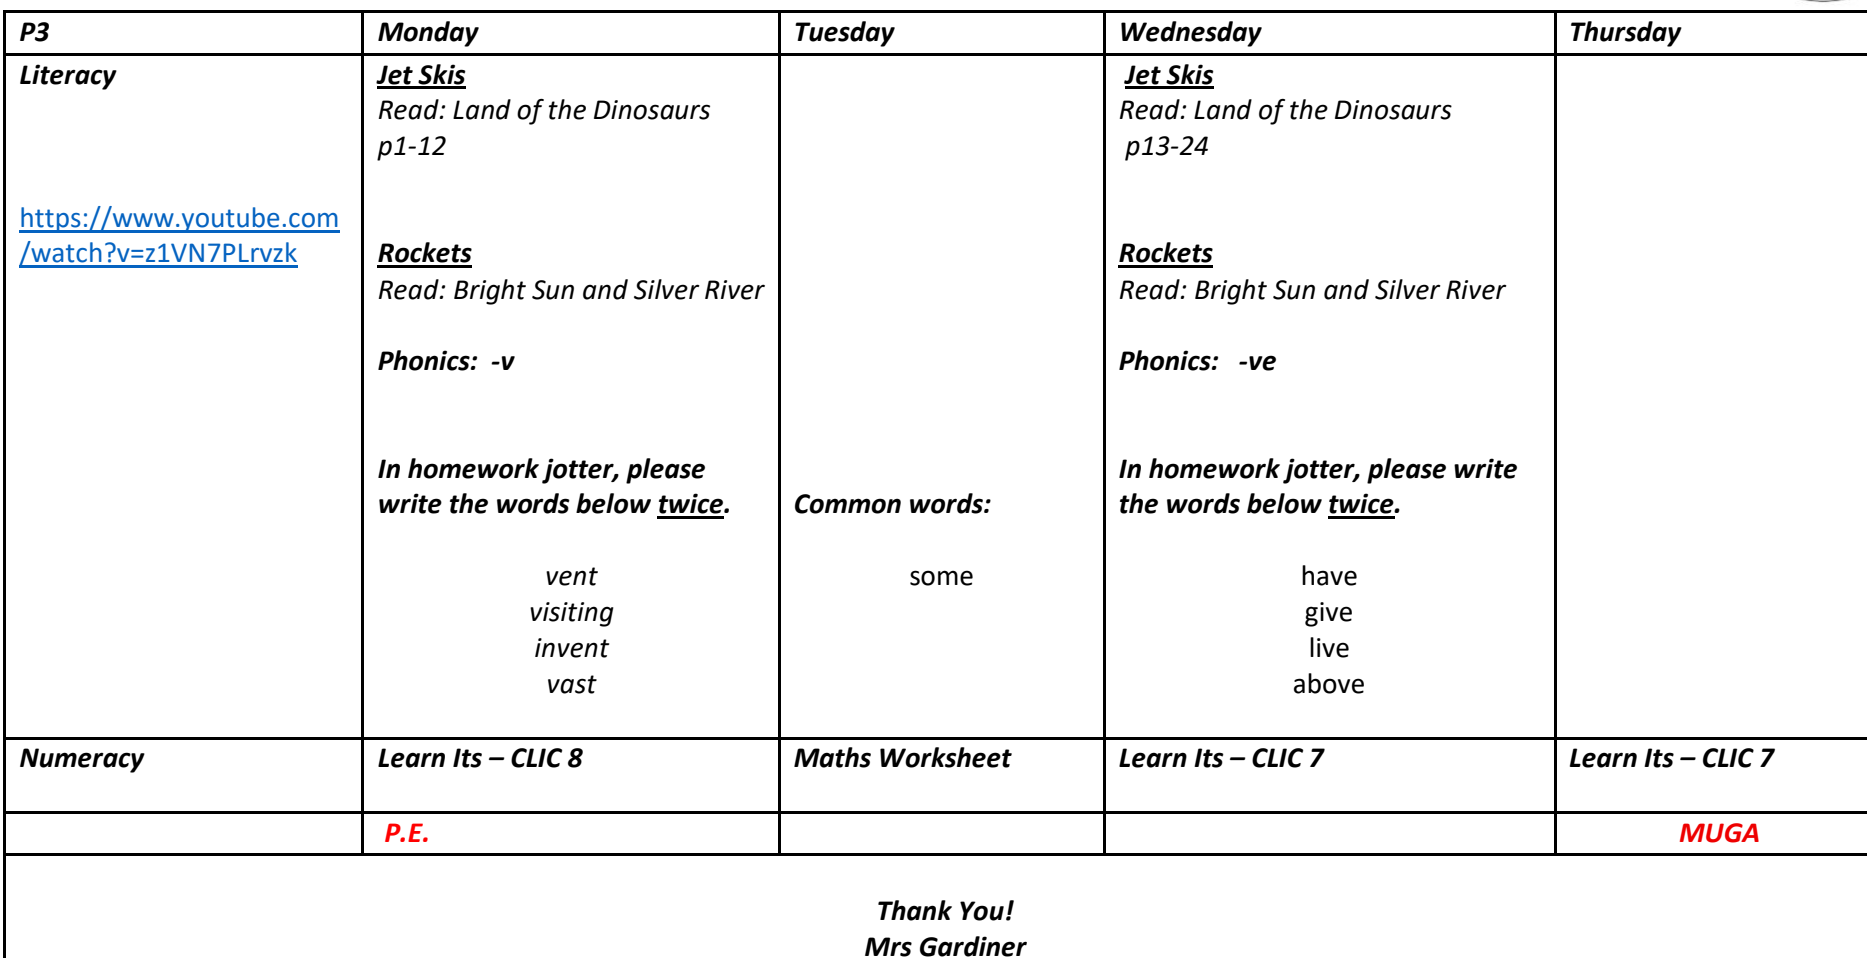 P3
Monday
Tuesday
Wednesday
Thursday
Literacy
https://www.youtube.com
/watch?v=z1VN7PLrvzk
Jet Skis
Read: Land of the Dinosaurs
p1-12
Rockets
Read: Bright Sun and Silver River
Phonics: -v
In homework jotter, please
write the words below twice.
vent
visiting
invent
vast
Common words:
some
Jet Skis
Read: Land of the Dinosaurs
p13-24
Rockets
Read: Bright Sun and Silver River
Phonics: -ve
In homework jotter, please write
the words below twice.
have
give
live
above
Numeracy
Learn Its – CLIC 8
Maths Worksheet
Learn Its – CLIC 7
Learn Its – CLIC 7
P.E.
MUGA
Thank You!
Mrs Gardiner